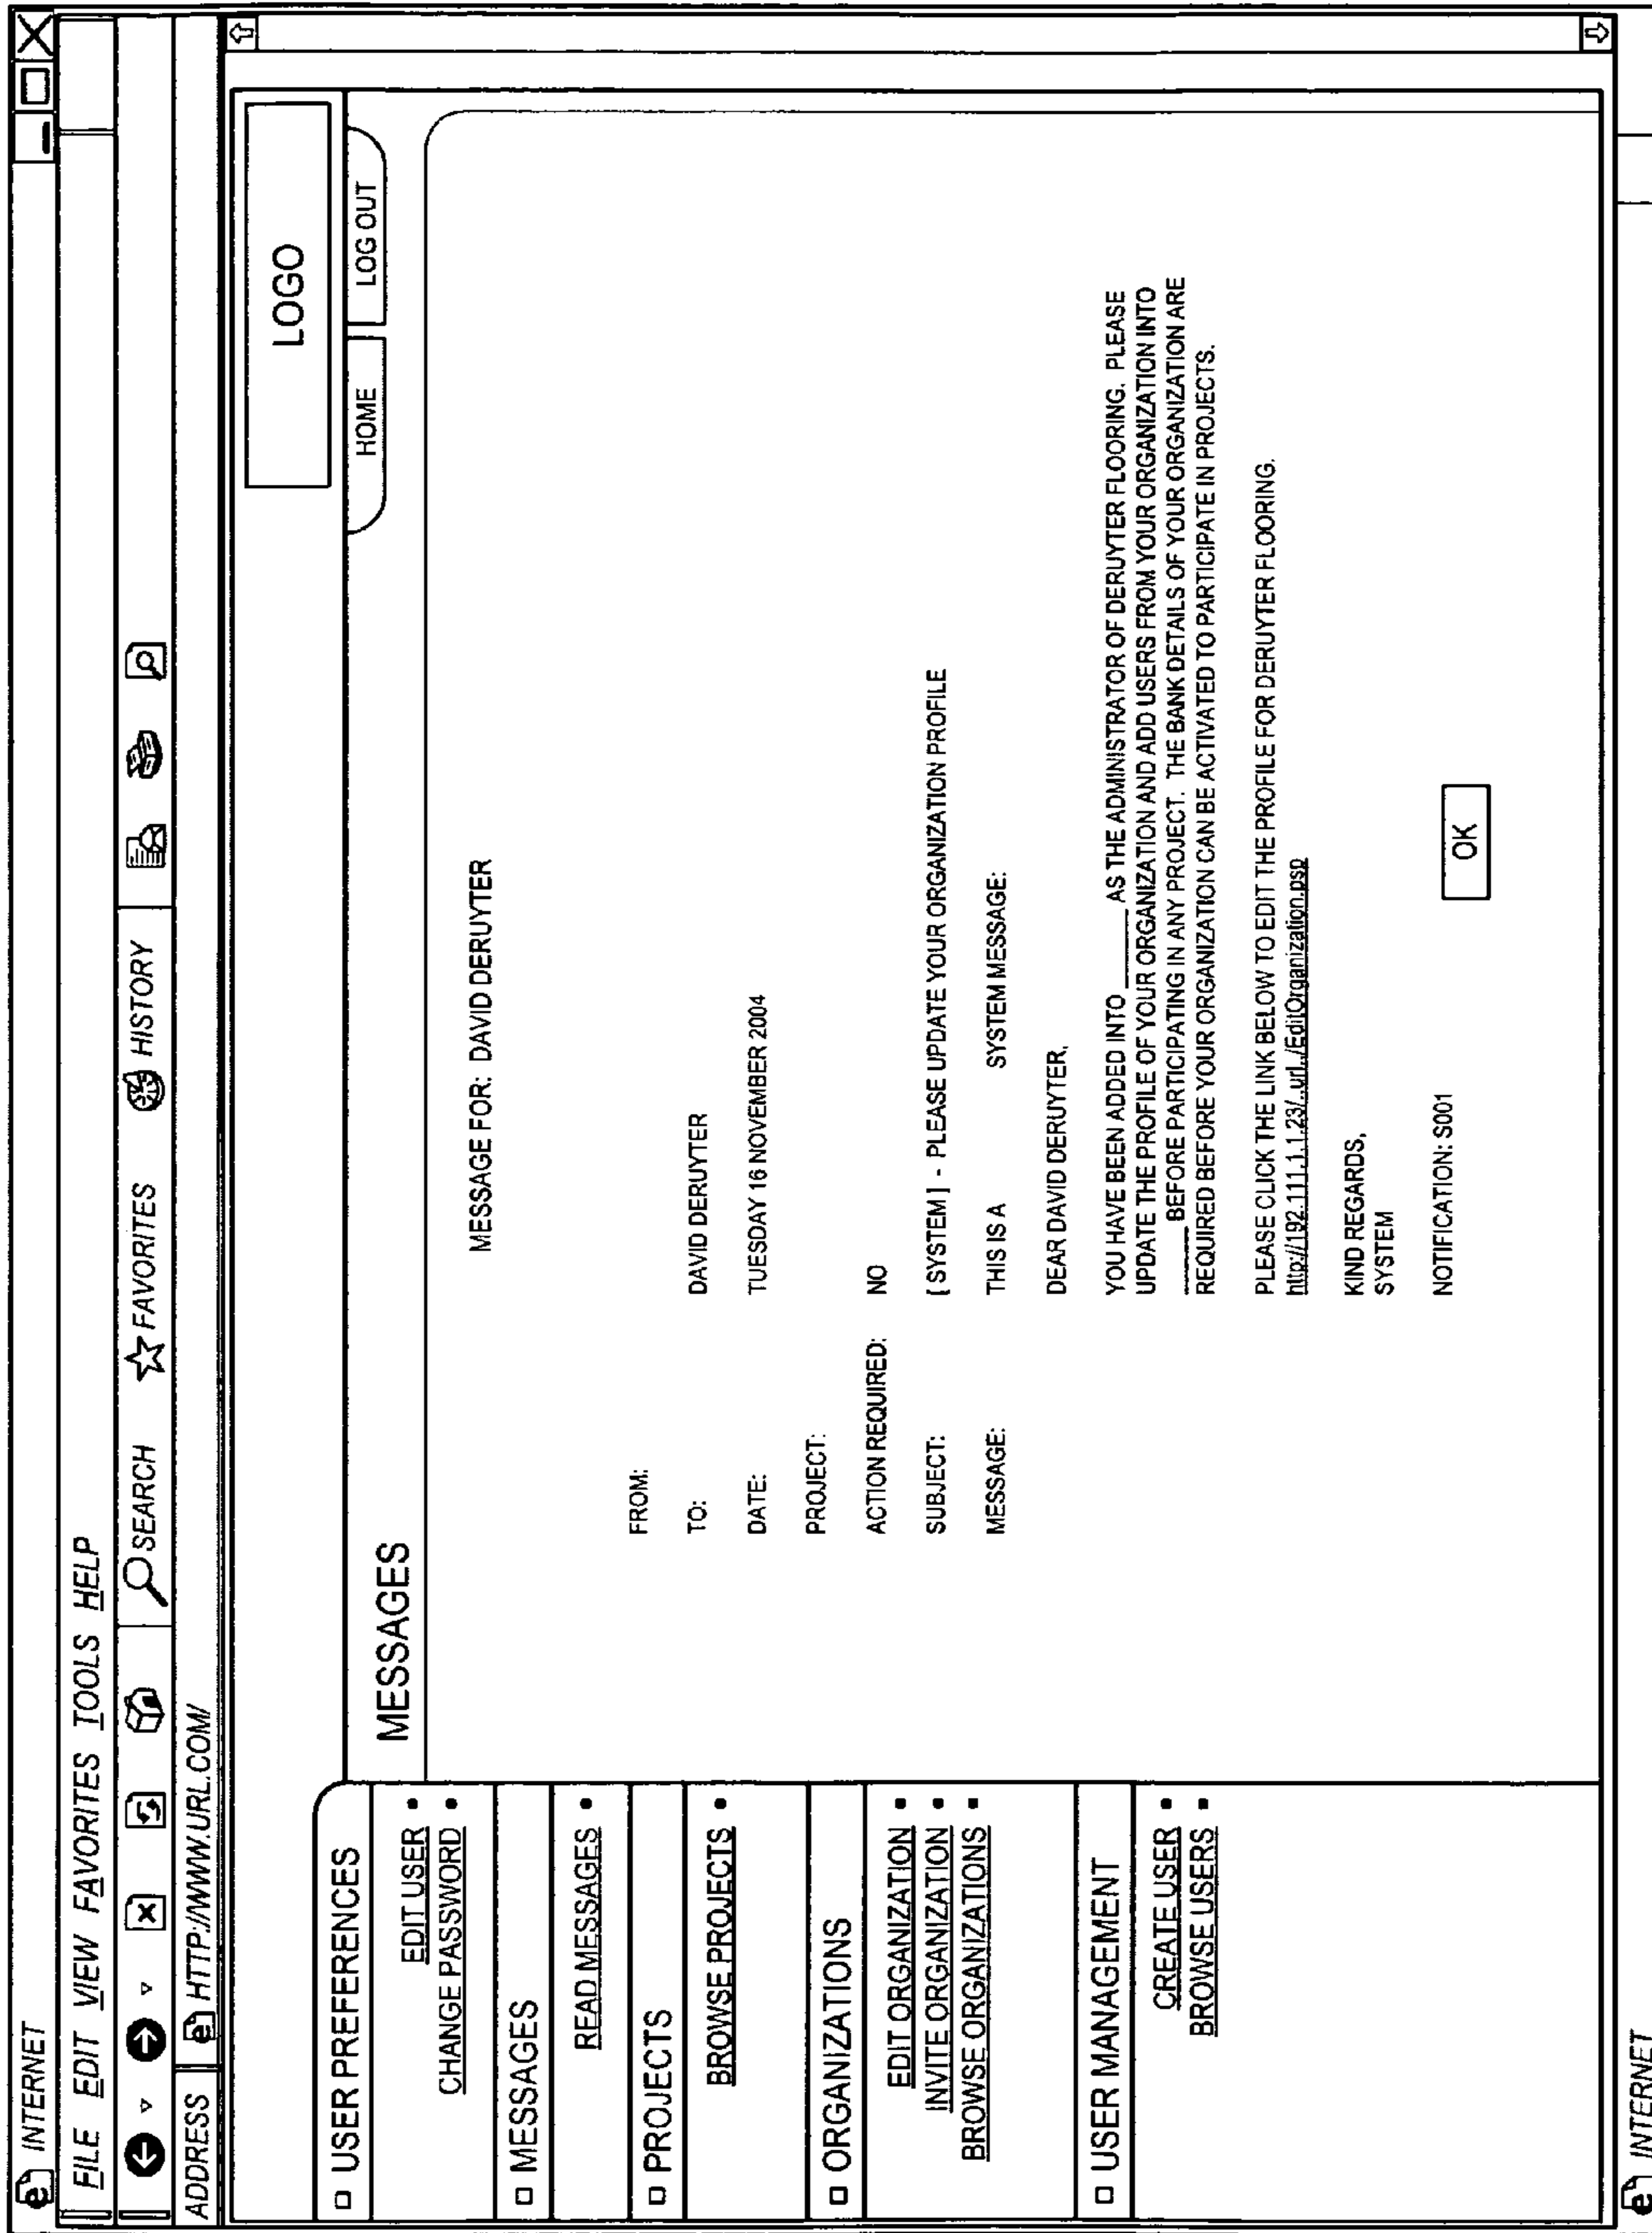 INTERNET
FILE EDIT VIEW FAVORITES TOOLS HELP
SEARCH FAVORITES HISTORY
ADDRESS HTTP://WWW.URL.COM/
LOGO
HOME LOG OUT
USER PREFERENCES
EDIT USER
CHANGE PASSWORD
MESSAGES
READ MESSAGES
PROJECTS
BROWSE PROJECTS
ORGANIZATIONS
EDIT ORGANIZATION
INVITE ORGANIZATION
BROWSE ORGANIZATIONS
USER MANAGEMENT
CREATE USER
BROWSE USERS
MESSAGES
MESSAGE FOR: DAVID DERUYTER
FROM:
TO: DAVID DERUYTER
DATE: TUESDAY 16 NOVEMBER 2004
PROJECT:
ACTION REQUIRED: NO
SUBJECT: [SYSTEM] - PLEASE UPDATE YOUR ORGANIZATION PROFILE
MESSAGE: THIS IS A SYSTEM MESSAGE:
DEAR DAVID DERUYTER,
YOU HAVE BEEN ADDED INTO ______ AS THE ADMINISTRATOR OF DERUYTER FLOORING. PLEASE
UPDATE THE PROFILE OF YOUR ORGANIZATION AND ADD USERS FROM YOUR ORGANIZATION INTO
______ BEFORE PARTICIPATING IN ANY PROJECT. THE BANK DETAILS OF YOUR ORGANIZATION ARE
REQUIRED BEFORE YOUR ORGANIZATION CAN BE ACTIVATED TO PARTICIPATE IN PROJECTS.
PLEASE CLICK THE LINK BELOW TO EDIT THE PROFILE FOR DERUYTER FLOORING.
http://192.111.1.1.23/..url../EditOrganization.psp
KIND REGARDS,
SYSTEM
NOTIFICATION: S001
OK
INTERNET